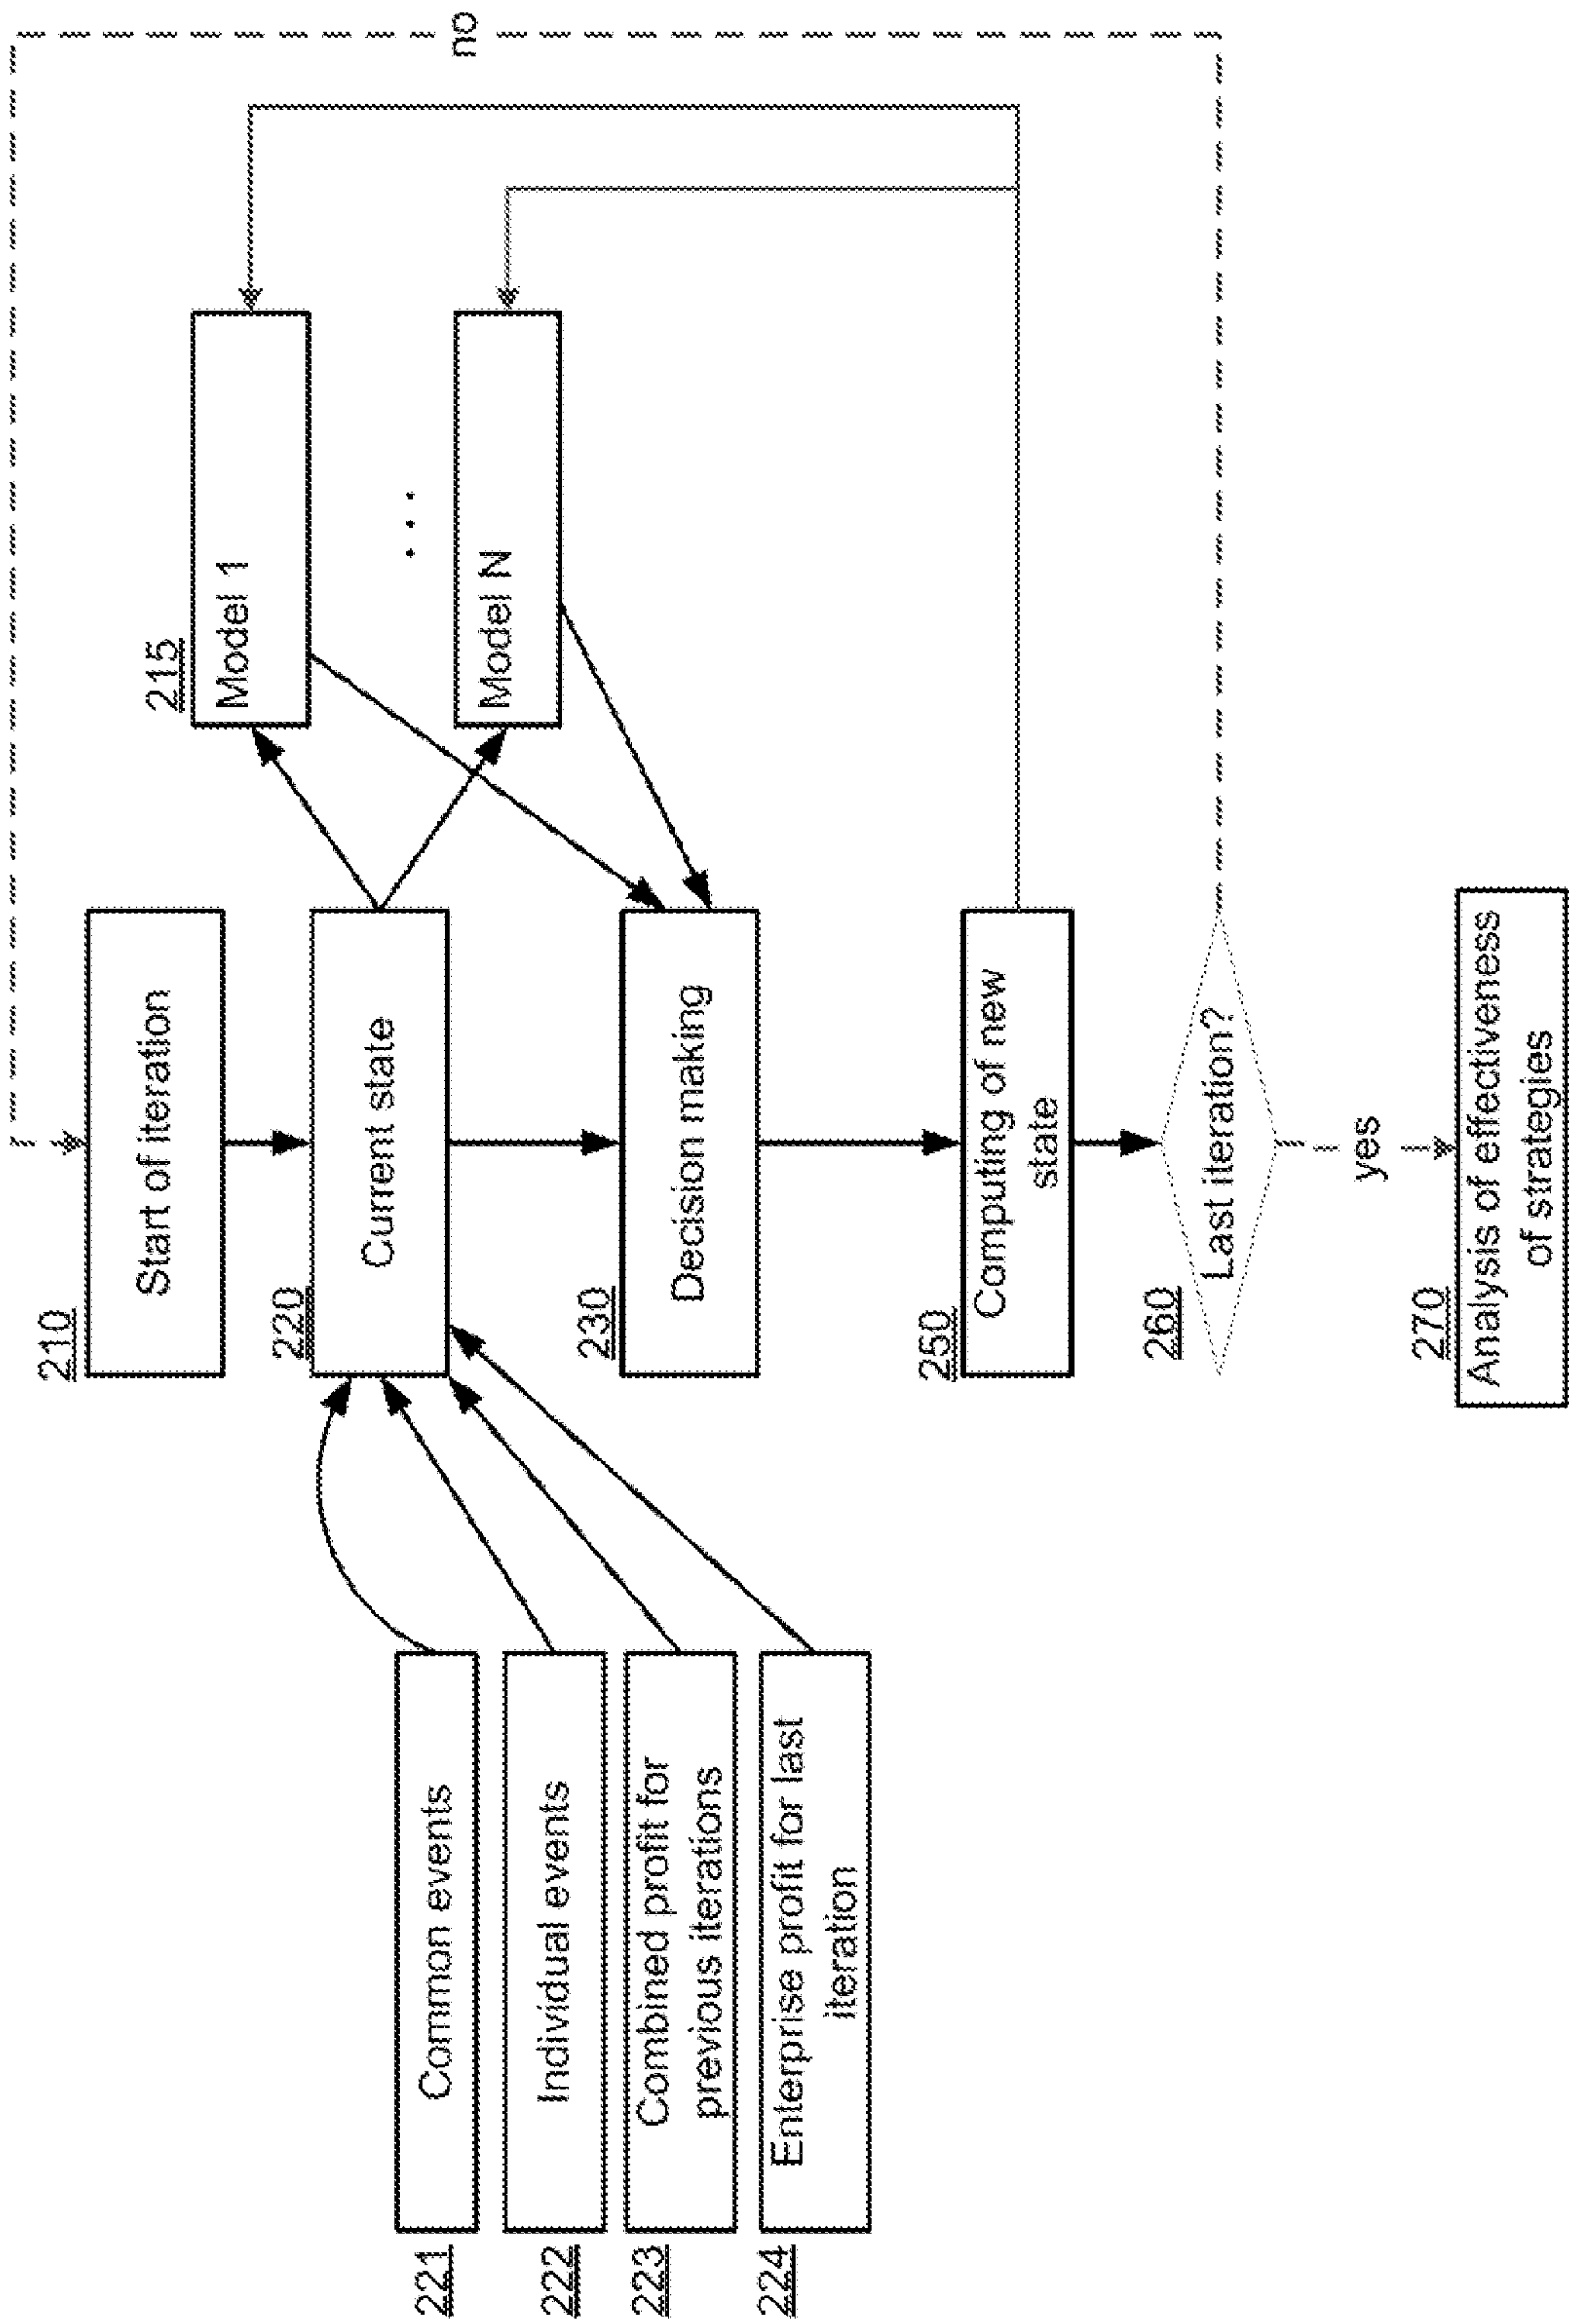 210
Start of iteration
215
Model 1
220
Current state
. . .
Model N
221
Common events
222
Individual events
223
Combined profit for
previous iterations
224
Enterprise profit for last
iteration
230
Decision making
250
Computing of new
state
260
Last iteration?
no
yes
270
Analysis of effectiveness
of strategies